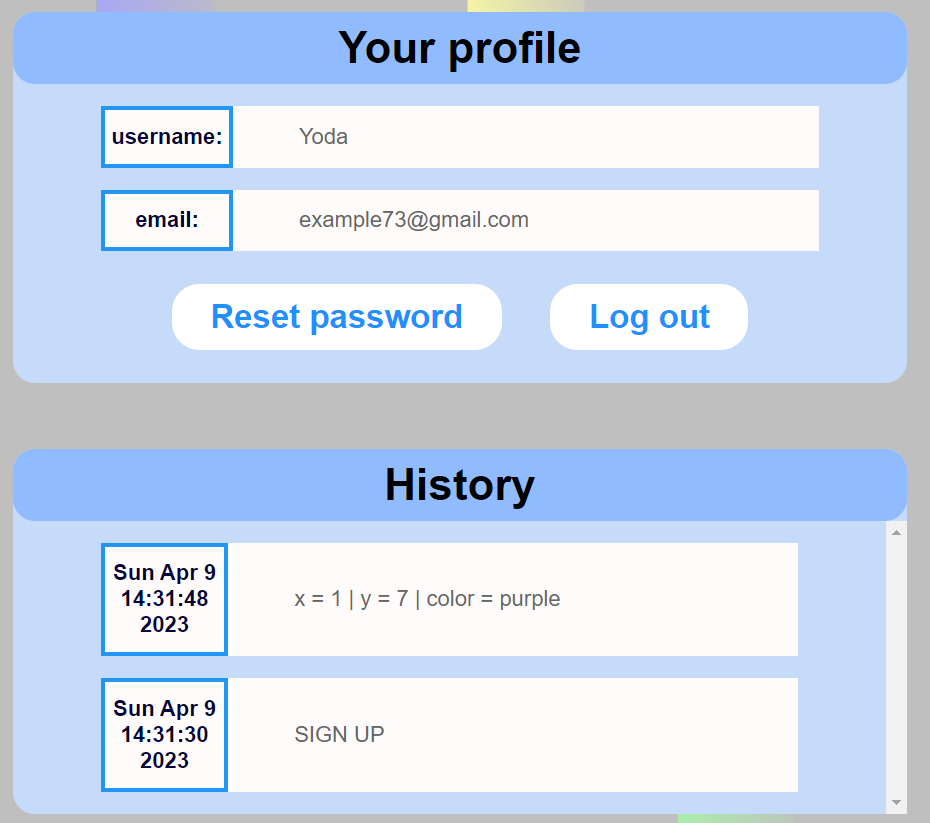 Your profile
username:
Yoda
email:
example73@gmail.com
Reset password
Log out
History
Sun Apr 9
14:31:48
2023
x = 1 | y = 7 | color = purple
Sun Apr 9
14:31:30
2023
SIGN UP